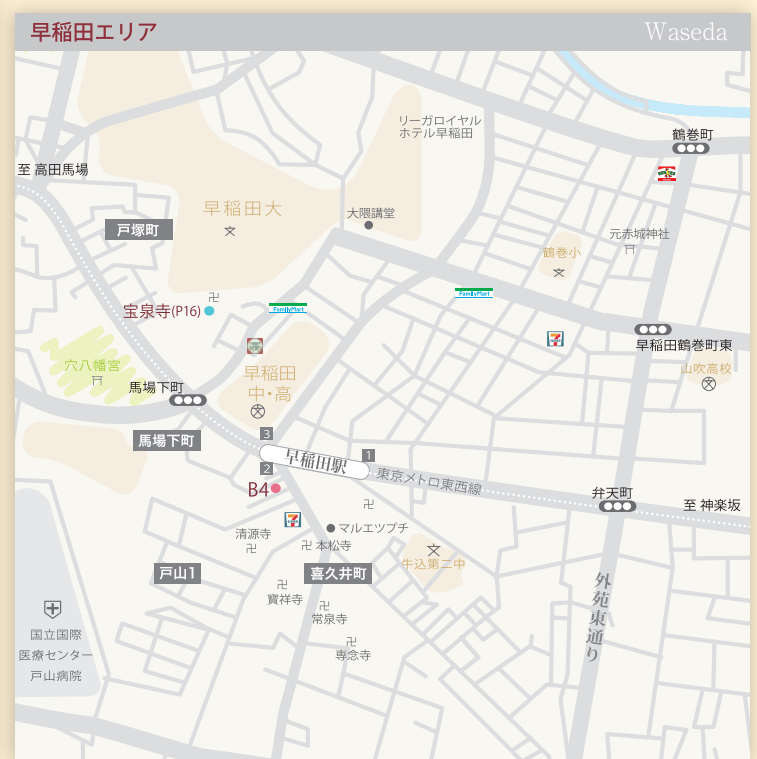 早稲田エリア
Waseda
リーガロイヤル
ホテル早稲田
鶴巻町
至 高田馬場
早稲田大
大隈講堂
戸塚町
元赤城神社
鶴巻小
宝泉寺(P16)
FamilyMart
FamilyMart
早稲田鶴巻町東
穴八幡宮
早稲田
中・高
山吹高校
馬場下町
馬場下町
3
早稲田駅
1
2
東京メトロ東西線
B4
弁天町
至 神楽坂
マルエツプチ
清源寺
本松寺
牛込第二中
戸山1
喜久井町
寶祥寺
常泉寺
専念寺
外苑東通り
国立国際
医療センター
戸山病院